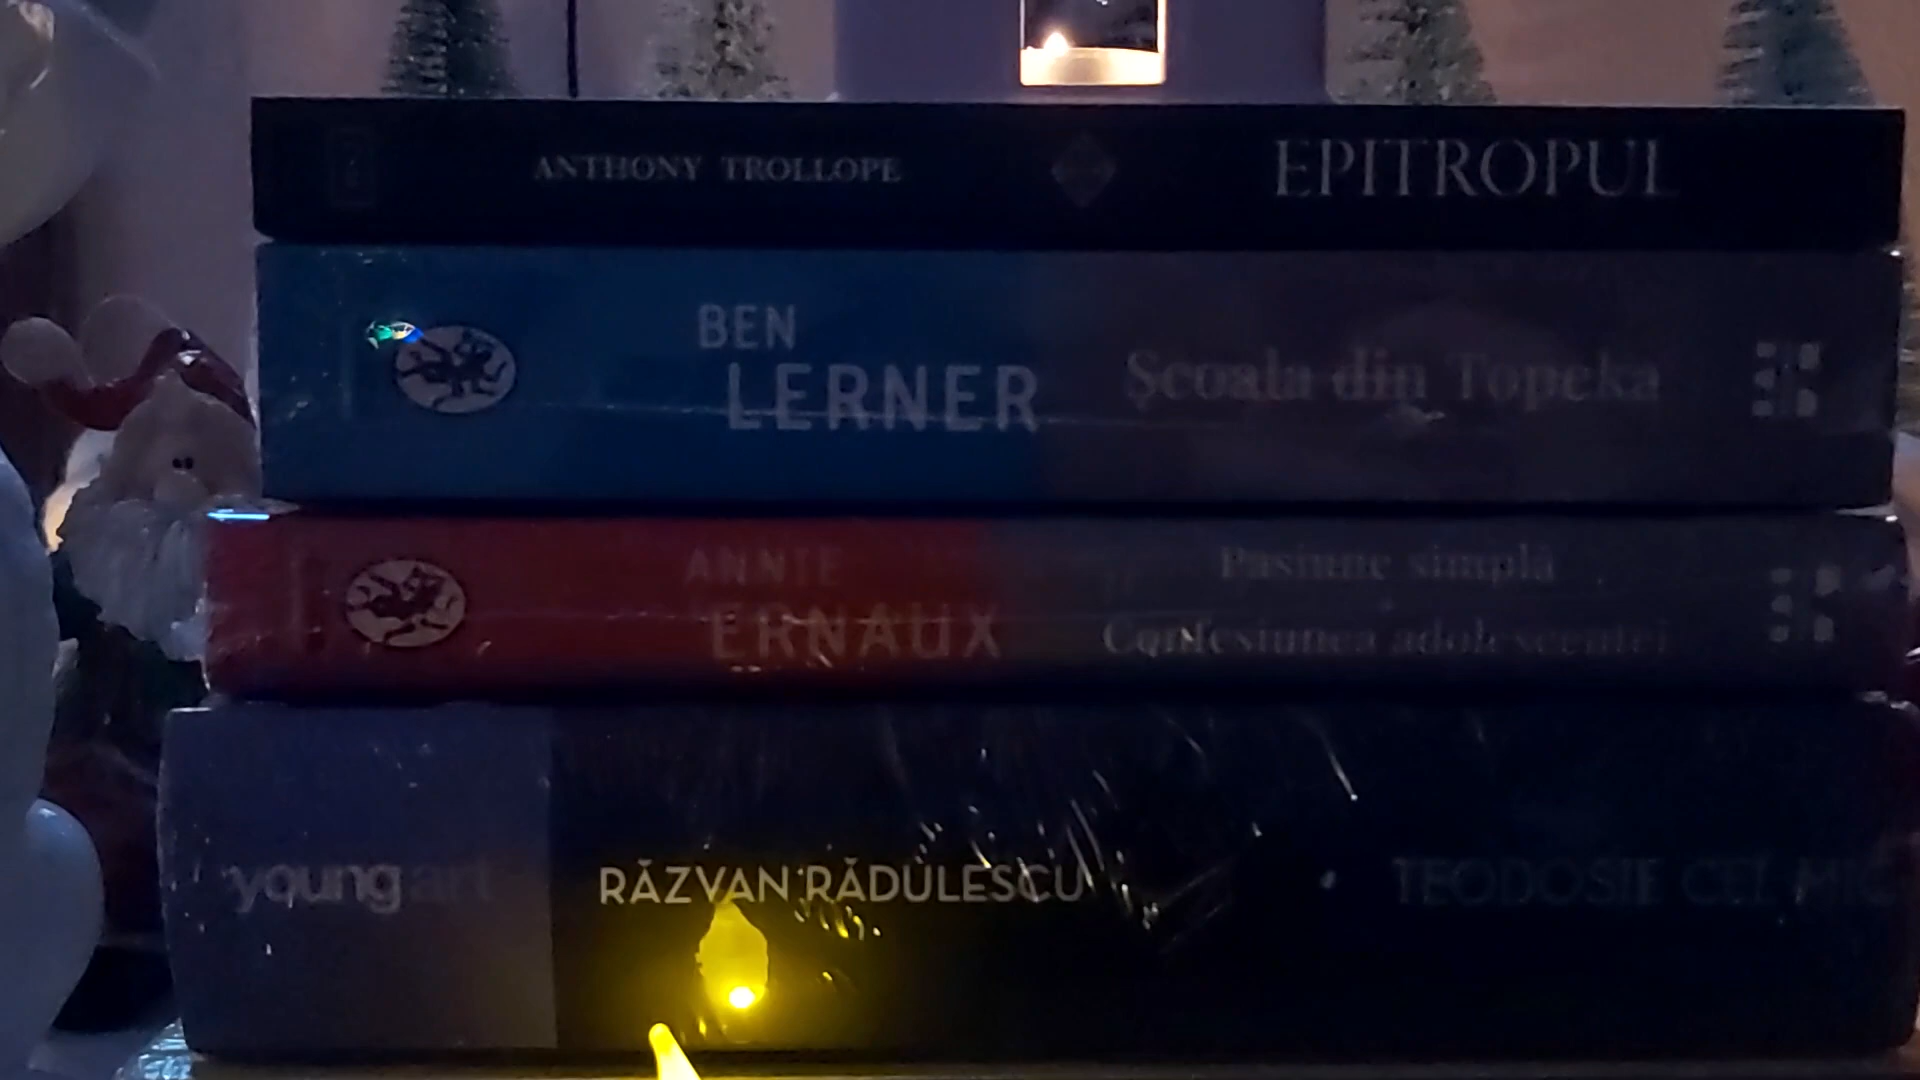 ANTHONY TROLLOPE EPITROPUL
BEN
LERNER
Școala din Topeka
ANNIE
ERNAUX
Pasiune simplă
Confesiunea adolescentei
youngart
RĂZVAN RĂDULESCU • TEODOSIE CEL MIC